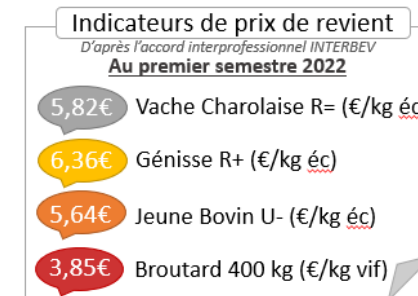 Indicateurs de prix de revient
D'après l'accord interprofessionnel INTERBEV
Au premier semestre 2022
5,82€ Vache Charolaise R= (€/kg éc
6,36€ Génisse R+ (€/kg éc)
5,64€ Jeune Bovin U- (€/kg éc)
3,85€ Broutard 400 kg (€/kg vif)